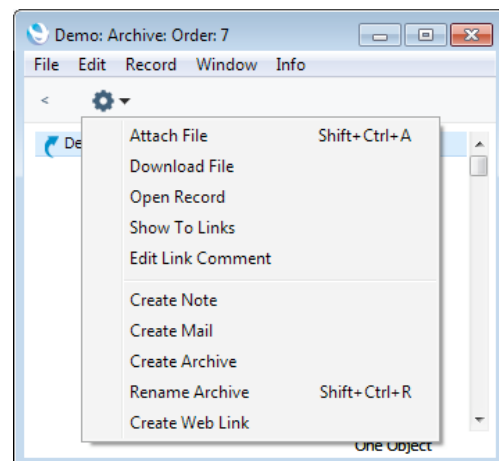 Demo: Archive: Order: 7
File Edit Record Window Info
<
De
Attach File Shift+Ctrl+A
Download File
Open Record
Show To Links
Edit Link Comment
Create Note
Create Mail
Create Archive
Rename Archive Shift+Ctrl+R
Create Web Link
One Object